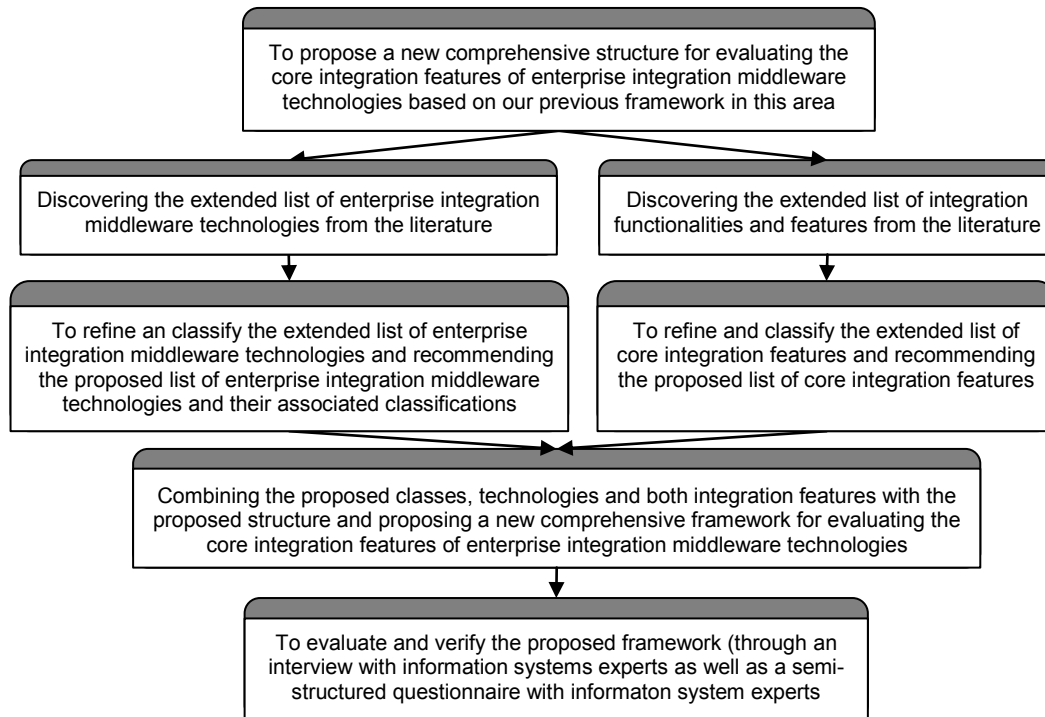 To propose a new comprehensive structure for evaluating the
core integration features of enterprise integration middleware
technologies based on our previous framework in this area
Discovering the extended list of enterprise integration
middleware technologies from the literature
Discovering the extended list of integration
functionalities and features from the literature
To refine an classify the extended list of enterprise
integration middleware technologies and recommending
the proposed list of enterprise integration middleware
technologies and their associated classifications
To refine and classify the extended list of
core integration features and recommending
the proposed list of core integration features
Combining the proposed classes, technologies and both integration features with the
proposed structure and proposing a new comprehensive framework for evaluating the
core integration features of enterprise integration middleware technologies
To evaluate and verify the proposed framework (through an
interview with information systems experts as well as a semi-
structured questionnaire with informaton system experts